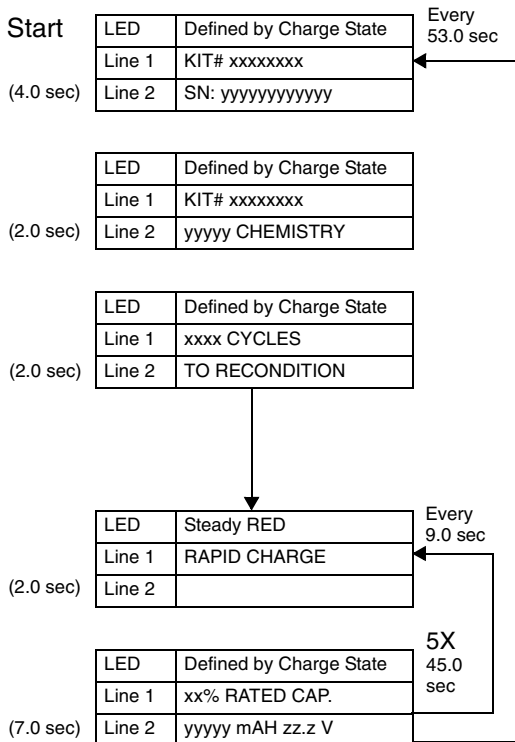 Start
LED Defined by Charge State
Every
53.0 sec
Line 1 KIT# xxxxxxxx
(4.0 sec) Line 2 SN: yyyyyyyyyyyy
LED Defined by Charge State
Line 1 KIT# xxxxxxxx
(2.0 sec) Line 2 yyyyy CHEMISTRY
LED Defined by Charge State
Line 1 xxxx CYCLES
(2.0 sec) Line 2 TO RECONDITION
LED Steady RED
Every
9.0 sec
Line 1 RAPID CHARGE
(2.0 sec) Line 2
5X
45.0
sec
LED Defined by Charge State
Line 1 xx% RATED CAP.
(7.0 sec) Line 2 yyyyy mAH zz.z V